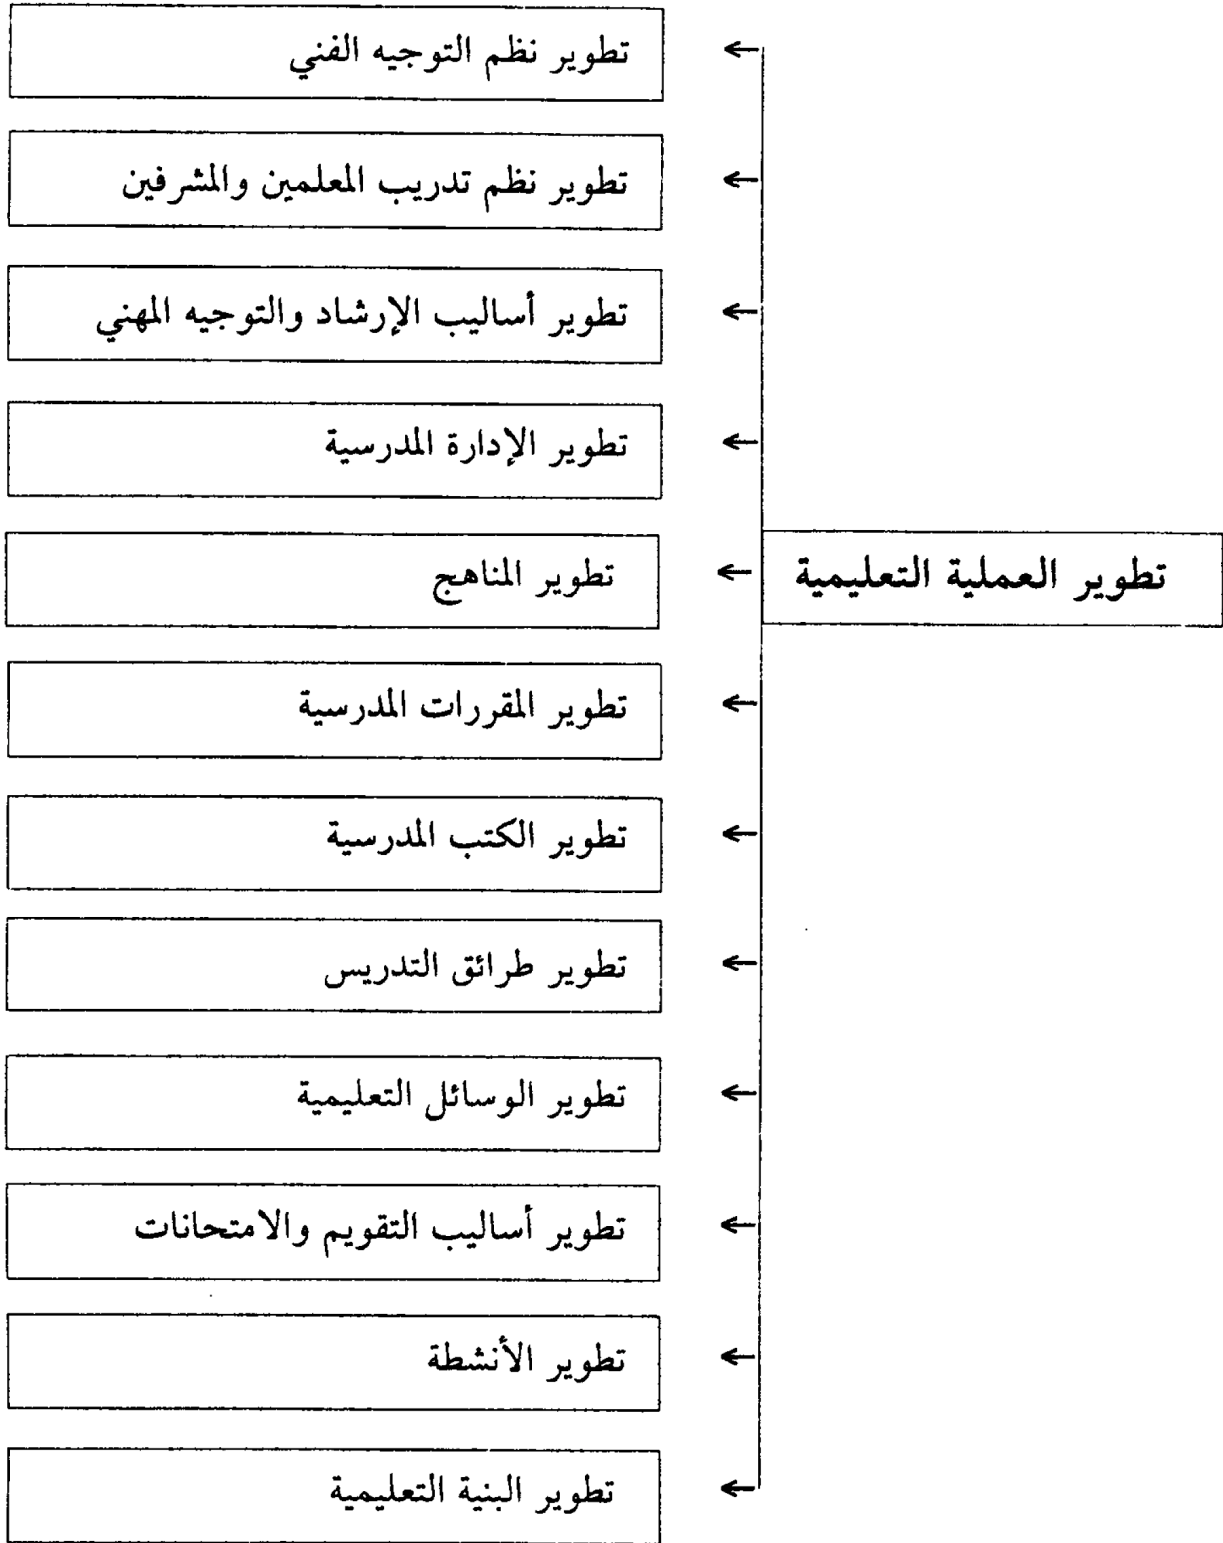 تطوير العملية التعليمية
تطوير نظم التوجيه الفني
تطوير نظم تدريب المعلمين والمشرفين
تطوير أساليب الإرشاد والتوجيه المهني
تطوير الإدارة المدرسية
تطوير المناهج
تطوير المقررات المدرسية
تطوير الكتب المدرسية
تطوير طرائق التدريس
تطوير الوسائل التعليمية
تطوير أساليب التقويم والامتحانات
تطوير الأنشطة
تطوير البنية التعليمية